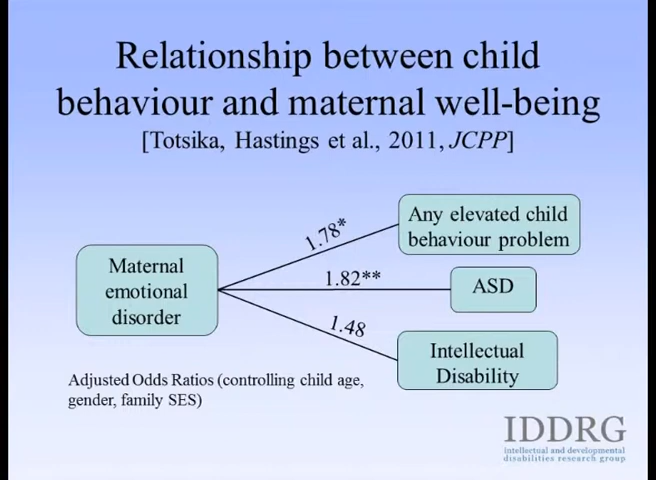 Relationship between child
behaviour and maternal well-being
[Totsika, Hastings et al., 2011, JCPP]
Any elevated child
behaviour problem
1.78*
Maternal
emotional
disorder
1.82**
ASD
1.48
Intellectual
Disability
Adjusted Odds Ratios (controlling child age,
gender, family SES)
IDDRG
intellectual and developmental
disabilities research group